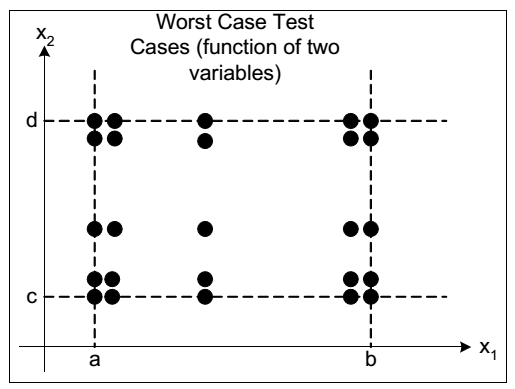 Worst Case Test
Cases (function of two
variables)
x2
d
c
a
b
x1